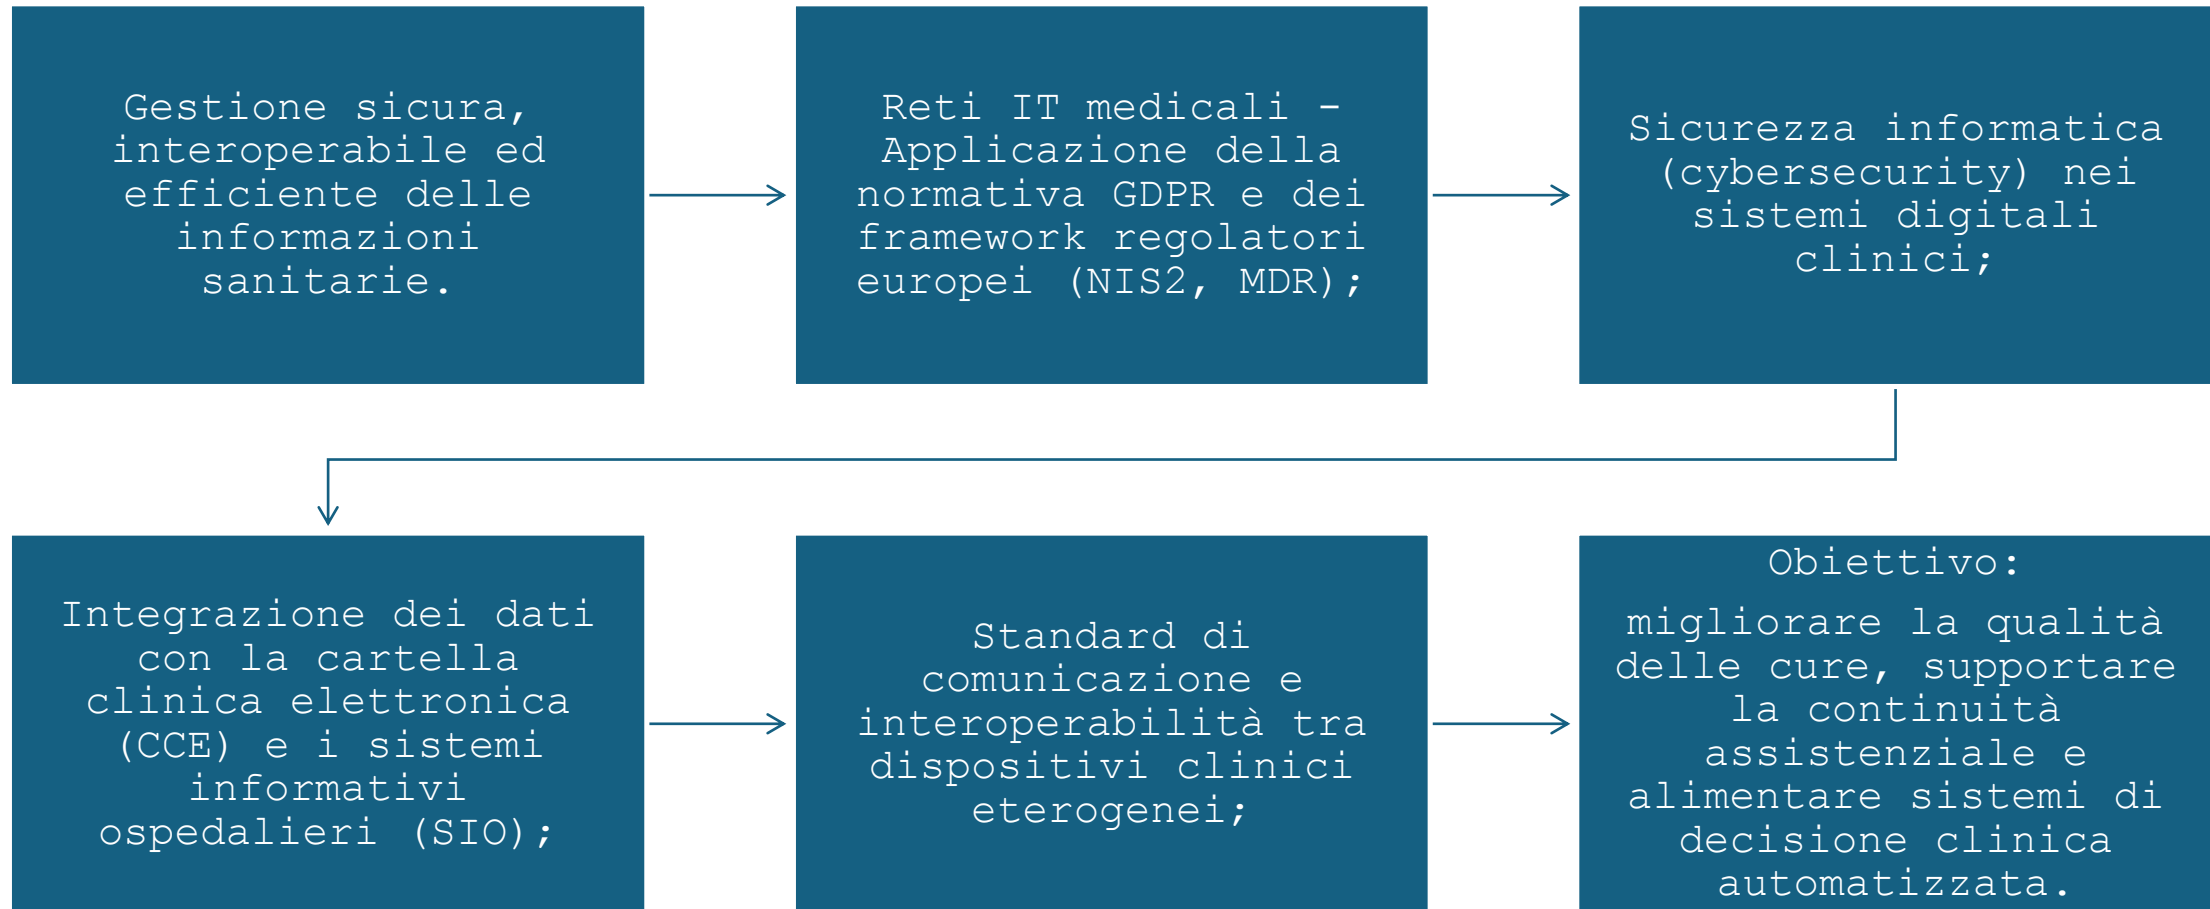 Gestione sicura,
interoperabile ed
efficiente delle
informazioni
sanitarie.
Reti IT medicali -
Applicazione della
normativa GDPR e dei
framework regolatori
europei (NIS2, MDR);
Sicurezza informatica
(cybersecurity) nei
sistemi digitali
clinici;
Integrazione dei dati
con la cartella
clinica elettronica
(CCE) e i sistemi
informativi
ospedalieri (SIO);
Standard di
comunicazione e
interoperabilità tra
dispositivi clinici
eterogenei;
Obiettivo:
migliorare la qualità
delle cure, supportare
la continuità
assistenziale e
alimentare sistemi di
decisione clinica
automatizzata.